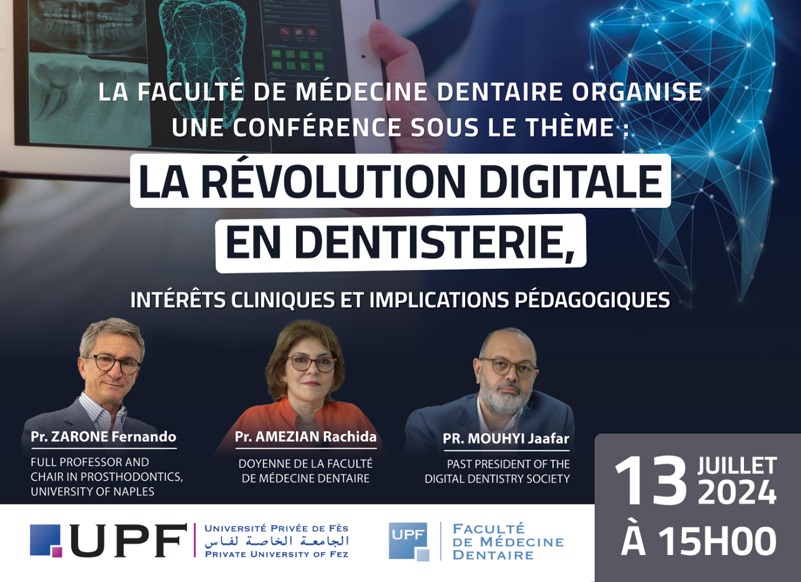 LA FACULTÉ DE MÉDECINE DENTAIRE ORGANISE
UNE CONFÉRENCE SOUS LE THÈME :
LA RÉVOLUTION DIGITALE
EN DENTISTERIE,
INTÉRÊTS CLINIQUES ET IMPLICATIONS PÉDAGOGIQUES
Pr. ZARONE Fernando
FULL PROFESSOR AND
CHAIR IN PROSTHODONTICS,
UNIVERSITY OF NAPLES
Pr. AMEZIAN Rachida
DOYENNE DE LA FACULTÉ
DE MÉDECINE DENTAIRE
PR. MOUHYI Jaafar
PAST PRESIDENT OF THE
DIGITAL DENTISTRY SOCIETY
13 JUILLET
2024
À 15H00
UPF
UNIVERSITÉ PRIVÉE DE FÈS
الجامعة الخاصة لفاس
PRIVATE UNIVERSITY OF FEZ
UPF
FACULTÉ
DE MÉDECINE
DENTAIRE